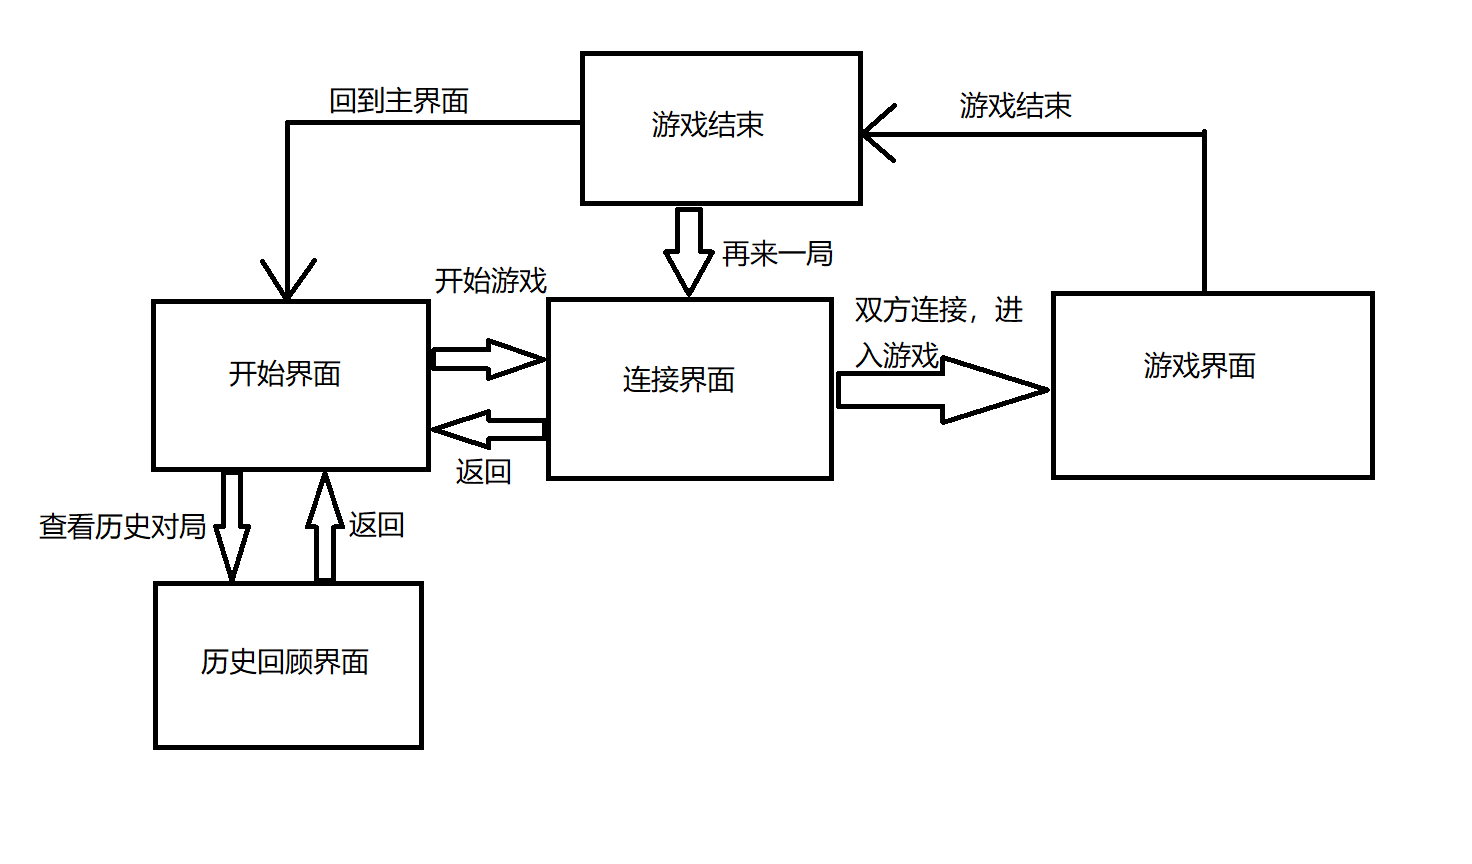 回到主界面
游戏结束
游戏结束
再来一局
开始游戏
双方连接，进
入游戏
开始界面
连接界面
游戏界面
返回
查看历史对局
返回
历史回顾界面